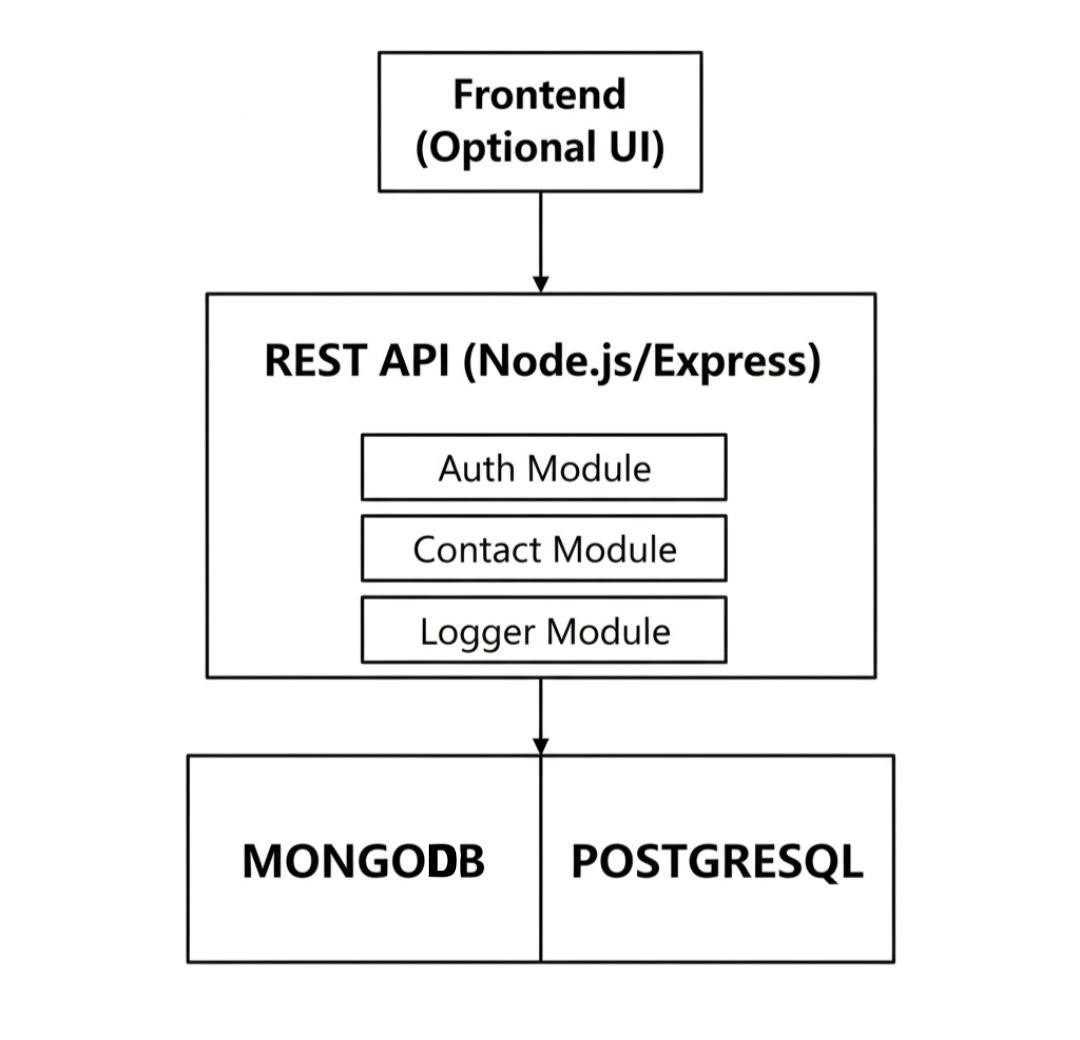 Frontend
(Optional UI)
REST API (Node.js/Express)
Auth Module
Contact Module
Logger Module
MONGODB
POSTGRESQL